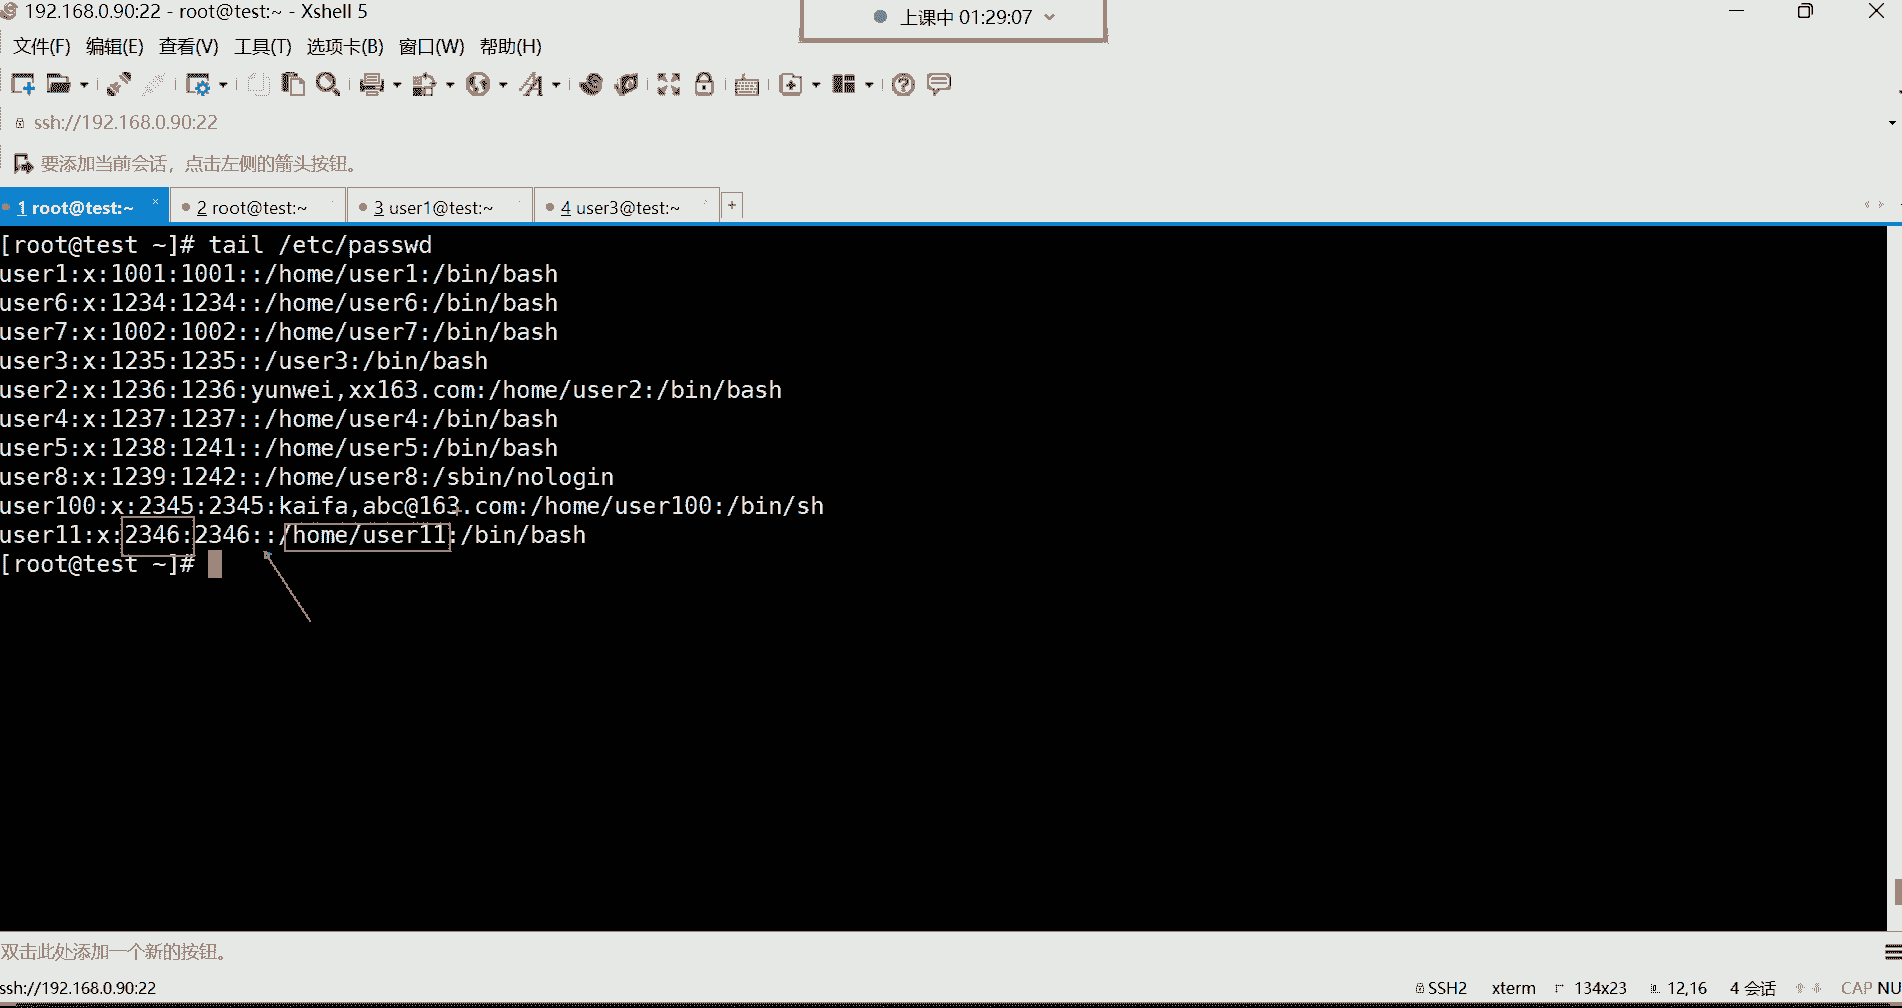 192.168.0.90:22 - root@test:~ - Xshell 5
上课中 01:29:07
文件(F) 编辑(E) 查看(V) 工具(T) 选项卡(B) 窗口(W) 帮助(H)
ssh://192.168.0.90:22
要添加当前会话，点击左侧的箭头按钮。
1 root@test:~ × 2 root@test:~ 3 user1@test:~ 4 user3@test:~ +
[root@test ~]# tail /etc/passwd
user1:x:1001:1001::/home/user1:/bin/bash
user6:x:1234:1234::/home/user6:/bin/bash
user7:x:1002:1002::/home/user7:/bin/bash
user3:x:1235:1235::/user3:/bin/bash
user2:x:1236:1236:yunwei,xx163.com:/home/user2:/bin/bash
user4:x:1237:1237::/home/user4:/bin/bash
user5:x:1238:1241::/home/user5:/bin/bash
user8:x:1239:1242::/home/user8:/sbin/nologin
user100:x:2345:2345:kaifa,abc@163.com:/home/user100:/bin/sh
user11:x:2346:2346::/home/user11:/bin/bash
[root@test ~]#
双击此处添加一个新的按钮。
ssh://192.168.0.90:22 SSH2 xterm 134x23 12,16 4 会话 CAP NU